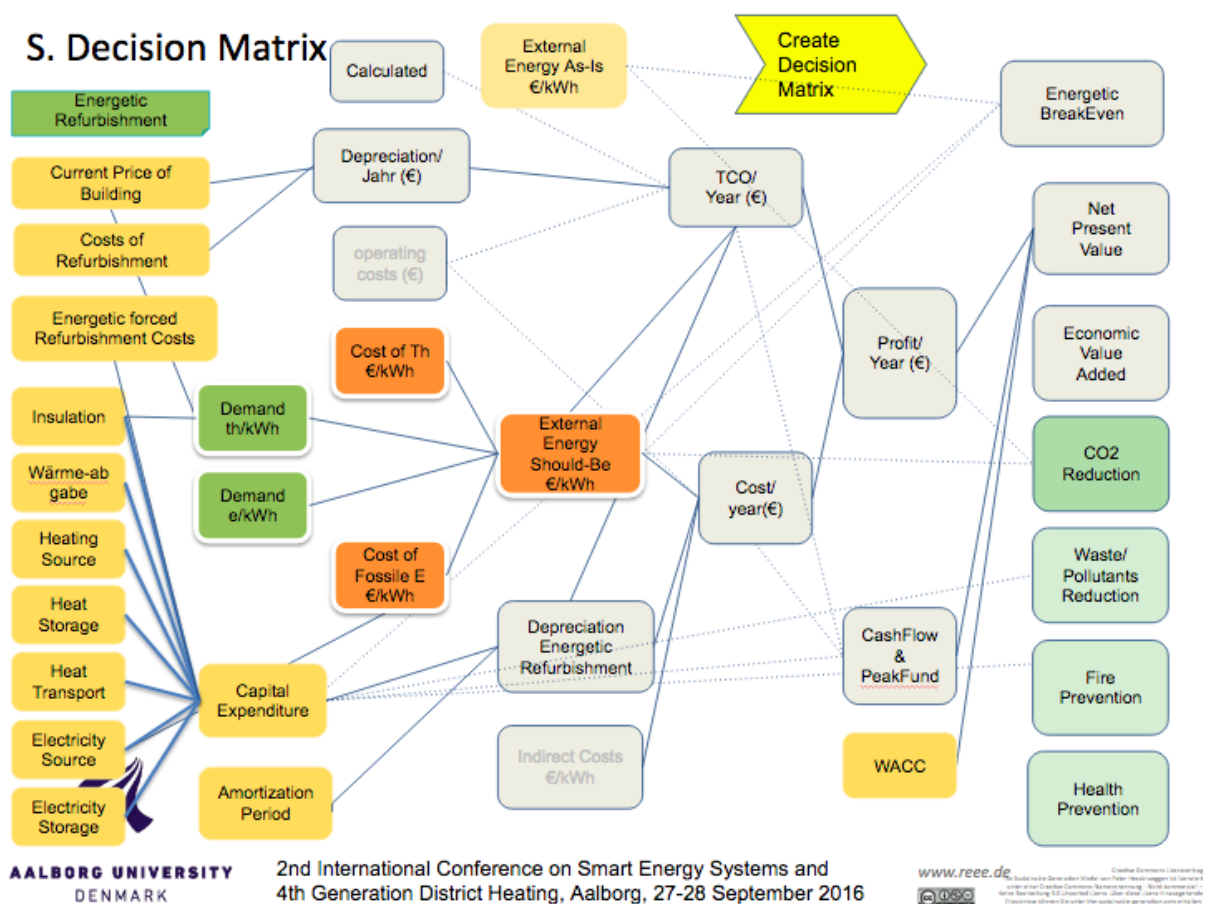 S. Decision Matrix
Energetic
Refurbishment
Current Price of
Building
Costs of
Refurbishment
Energetic forced
Refurbishment Costs
Insulation
Wärme-ab
gabe
Heating
Source
Heat
Storage
Heat
Transport
Electricity
Source
Electricity
Storage
Calculated
Depreciation/
Jahr (€)
operating
costs (€)
Cost of Th
€/kWh
Demand
th/kWh
Demand
e/kWh
Cost of
Fossile E
€/kWh
Capital
Expenditure
Amortization
Period
External
Energy As-Is
€/kWh
External
Energy
Should-Be
€/kWh
Depreciation
Energetic
Refurbishment
Indirect Costs
€/kWh
Create
Decision
Matrix
TCO/
Year (€)
Cost/
year(€)
Profit/
Year (€)
CashFlow
&
PeakFund
WACC
Energetic
BreakEven
Net
Present
Value
Economic
Value
Added
CO2
Reduction
Waste/
Pollutants
Reduction
Fire
Prevention
Health
Prevention
AALBORG UNIVERSITY
DENMARK
2nd International Conference on Smart Energy Systems and
4th Generation District Heating, Aalborg, 27-28 September 2016
www.reee.de